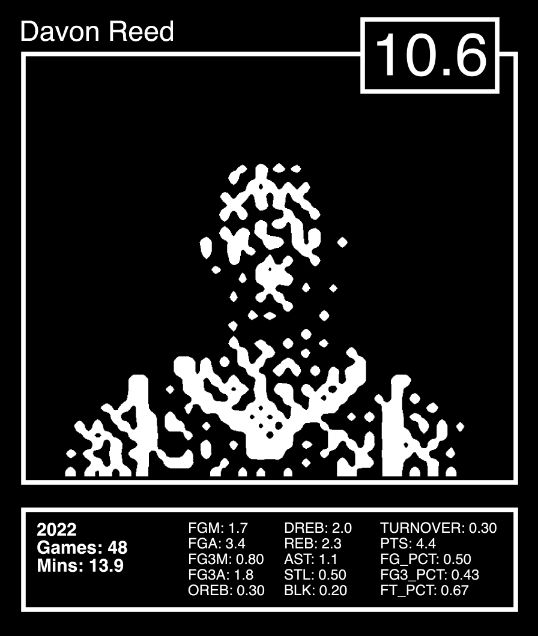 Davon Reed
10.6
2022
Games: 48
Mins: 13.9
FGM: 1.7
FGA: 3.4
FG3M: 0.80
FG3A: 1.8
OREB: 0.30
DREB: 2.0
REB: 2.3
AST: 1.1
STL: 0.50
BLK: 0.20
TURNOVER: 0.30
PTS: 4.4
FG_PCT: 0.50
FG3_PCT: 0.43
FT_PCT: 0.67